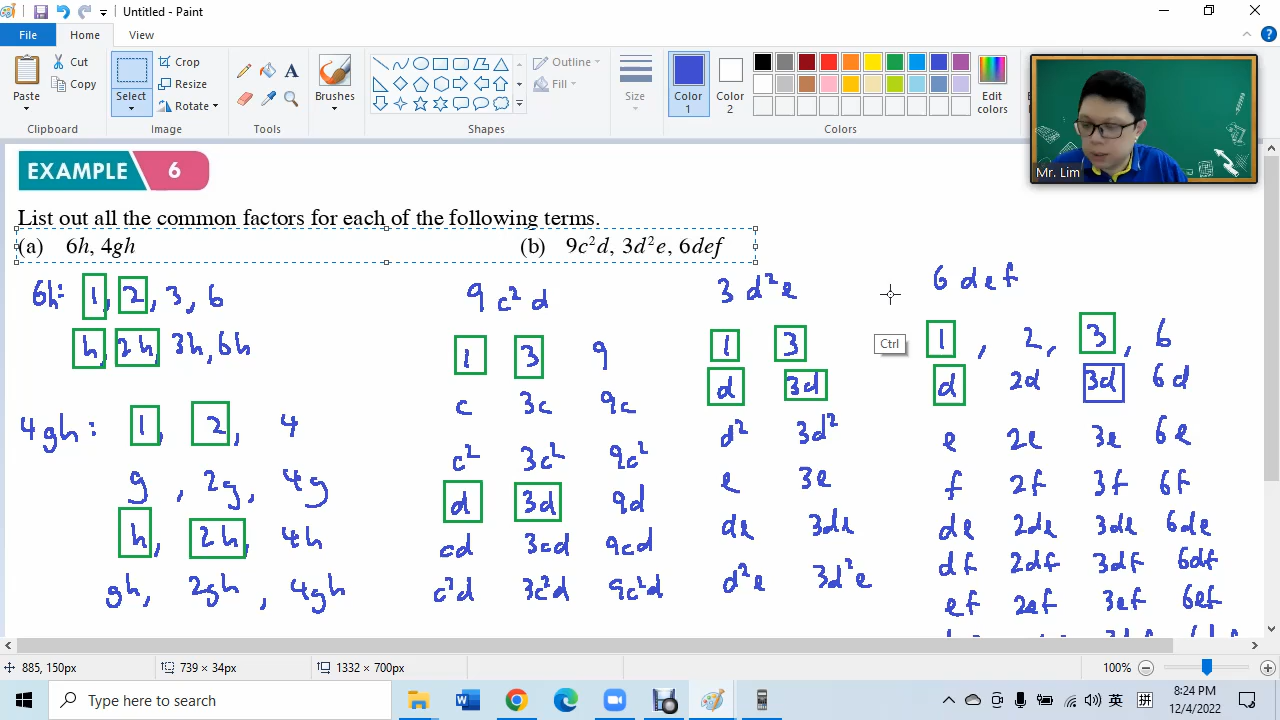 Untitled - Paint
File
Home
View
Paste
Cut
Copy
Clipboard
Select
Crop
Resize
Rotate
Image
A
Tools
Brushes
Outline
Fill
Shapes
Size
Color 1
Color 2
Edit colors
Colors
Mr. Lim
EXAMPLE 6
List out all the common factors for each of the following terms.
(a) 6h, 4gh (b) 9c²d, 3d²e, 6def
6h: 1, 2, 3, 6
h, 2h, 3h, 6h
4gh: 1, 2, 4
g, 2g, 4g
h, 2h, 4h
gh, 2gh, 4gh
9c²d
1 3 9
c 3c 9c
c² 3c² 9c²
d 3d 9d
cd 3cd 9cd
c²d 3c²d 9c²d
3d²e
1 3
d 3d
d² 3d²
e 3e
de 3de
d²e 3d²e
Ctrl
6def
1, 2, 3, 6
d 2d 3d 6d
e 2e 3e 6e
f 2f 3f 6f
de 2de 3de 6de
df 2df 3df 6df
ef 2ef 3ef 6ef
885, 150px
739 × 34px
1332 × 700px
100%
Type here to search
英
拼
8:24 PM
12/4/2022